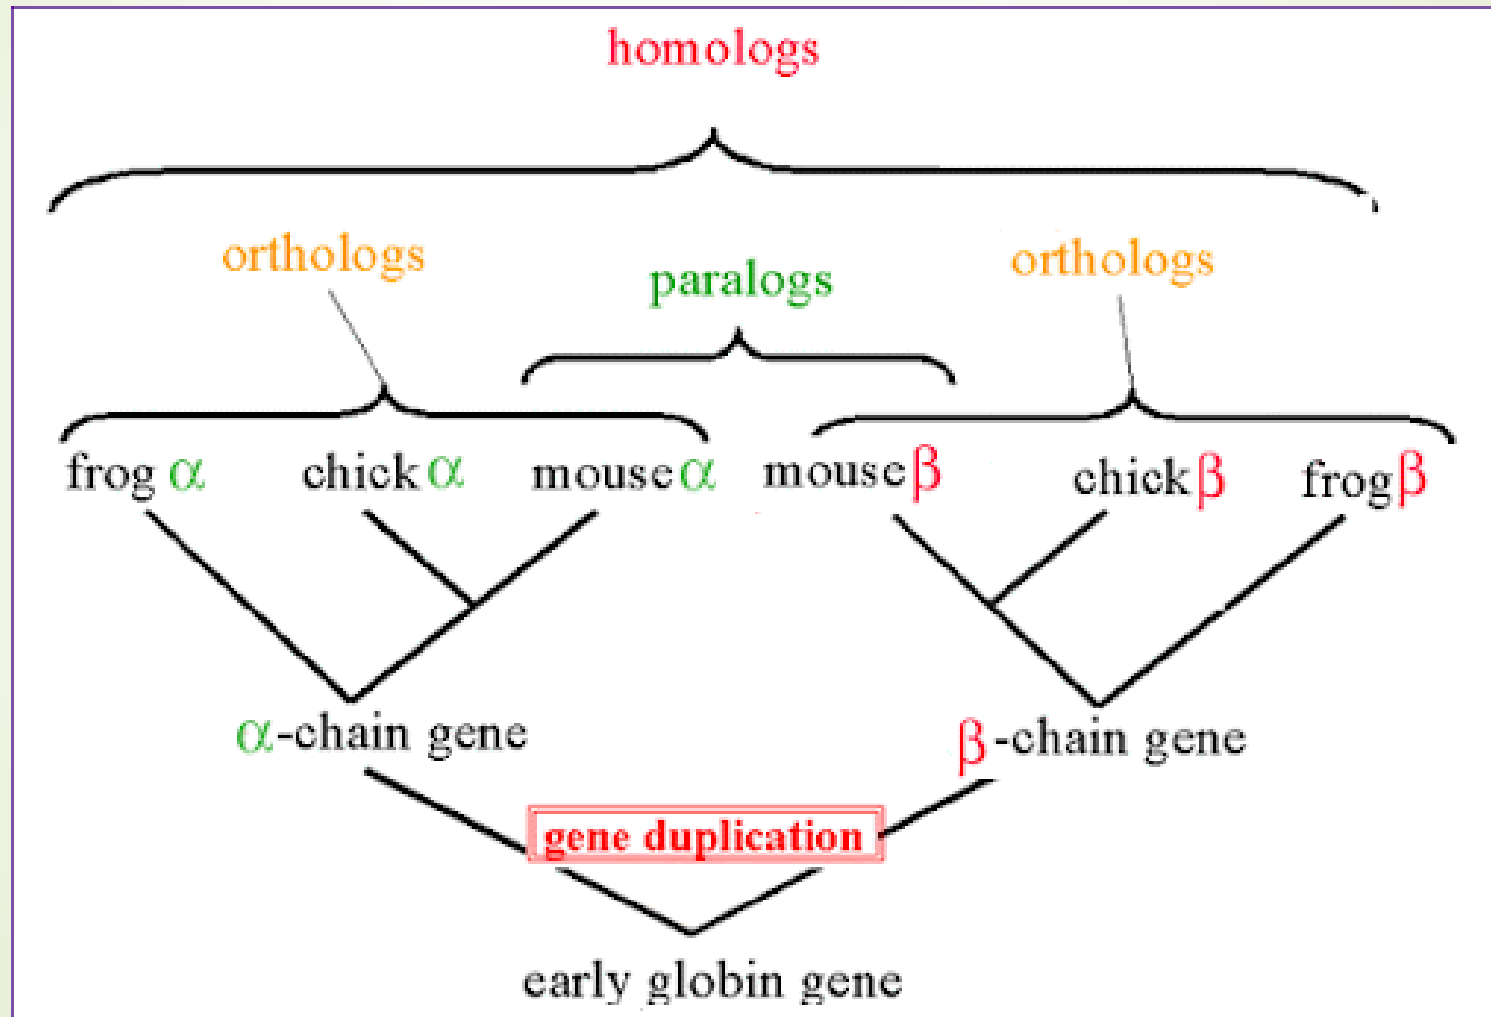 homologs
orthologs
paralogs
orthologs
frog α chick α mouse α mouse β chick β frog β
α-chain gene
β-chain gene
gene duplication
early globin gene